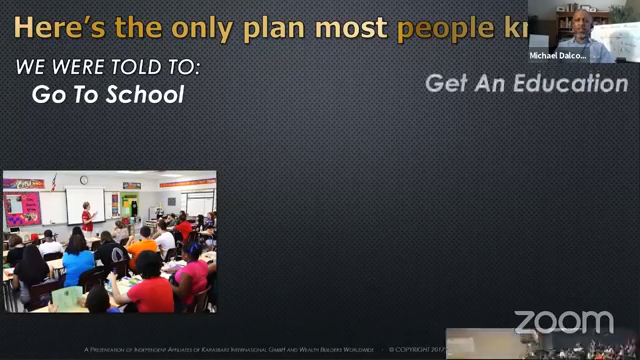 Here's the only plan most people k
Michael Dalco...
WE WERE TOLD TO:
Go To School
Get An Education
A Presentation of Independent Affiliates of Karatbars International GmbH and Wealth Builders Worldwide - © COPYRIGHT 2017
zoom